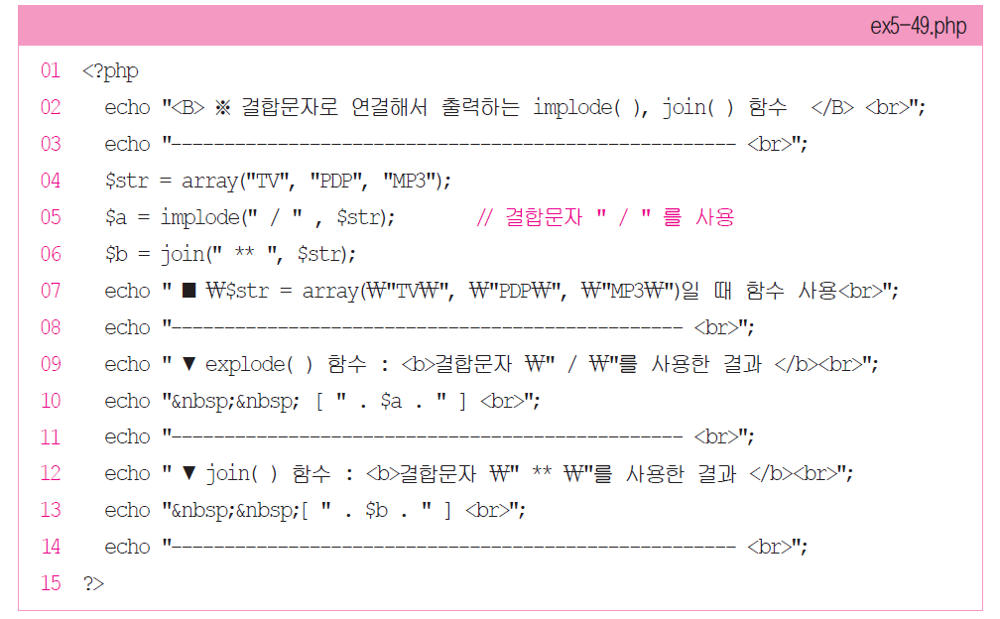 ex5-49.php
01 <?php
02 echo "<B> ※ 결합문자로 연결해서 출력하는 implode( ), join( ) 함수 </B> <br>";
03 echo "----------------------------------------------------- <br>";
04 $str = array("TV", "PDP", "MP3");
05 $a = implode(" / " , $str); // 결합문자 " / " 를 사용
06 $b = join(" ** ", $str);
07 echo " ■ ₩$str = array(₩"TV₩", ₩"PDP₩", ₩"MP3₩")일 때 함수 사용<br>";
08 echo "------------------------------------------------ <br>";
09 echo " ▼ explode( ) 함수 : <b>결합문자 ₩" / ₩"를 사용한 결과 </b><br>";
10 echo "&nbsp;&nbsp; [ " . $a . " ] <br>";
11 echo "------------------------------------------------ <br>";
12 echo " ▼ join( ) 함수 : <b>결합문자 ₩" ** ₩"를 사용한 결과 </b><br>";
13 echo "&nbsp;&nbsp;[ " . $b . " ] <br>";
14 echo "----------------------------------------------------- <br>";
15 ?>